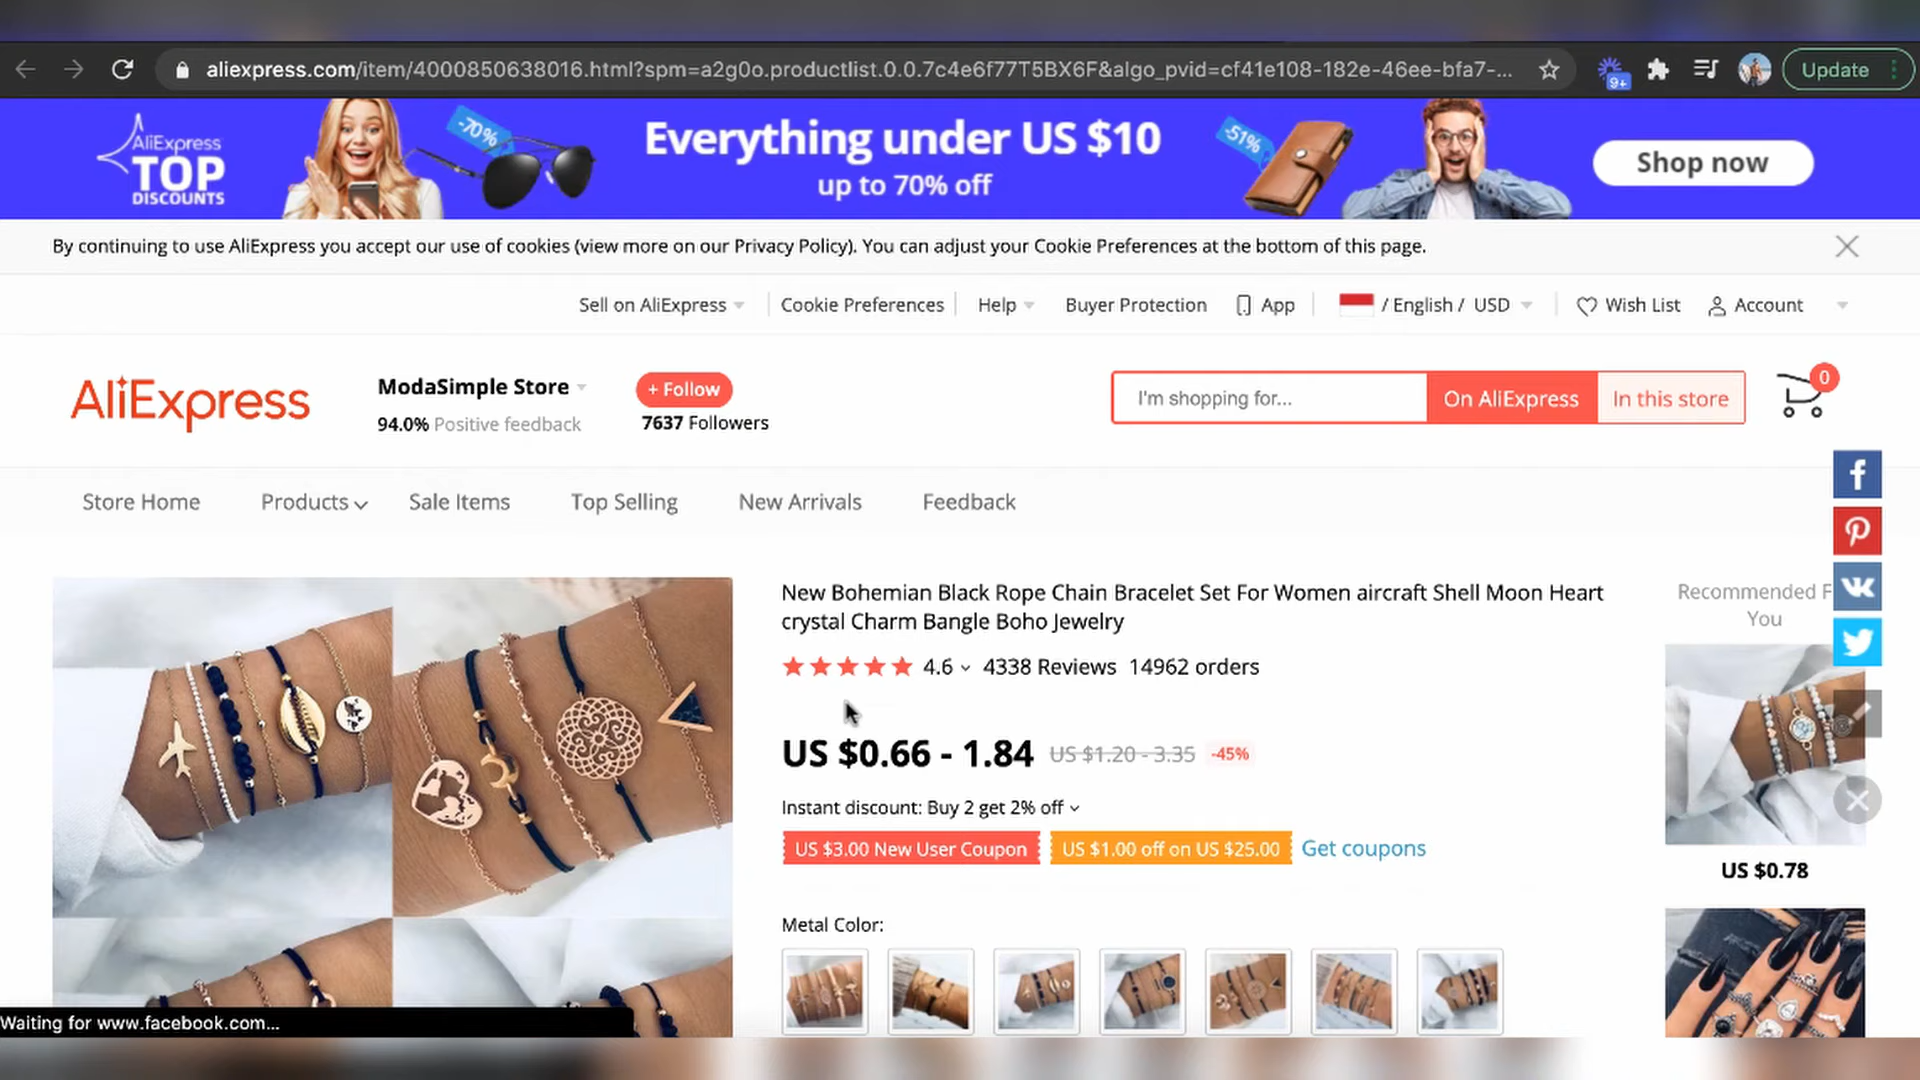 aliexpress.com/item/4000850638016.html?spm=a2g0o.productlist.0.0.7c4e6f77T5BX6F&algo_pvid=cf41e108-182e-46ee-bfa7-...
9+
Update
AliExpress
TOP
DISCOUNTS
-70%
Everything under US $10
up to 70% off
-51%
Shop now
By continuing to use AliExpress you accept our use of cookies (view more on our Privacy Policy). You can adjust your Cookie Preferences at the bottom of this page.
Sell on AliExpress
Cookie Preferences
Help
Buyer Protection
App
/ English / USD
Wish List
Account
AliExpress
ModaSimple Store
94.0% Positive feedback
+ Follow
7637 Followers
I'm shopping for...
On AliExpress
In this store
0
Store Home
Products
Sale Items
Top Selling
New Arrivals
Feedback
New Bohemian Black Rope Chain Bracelet Set For Women aircraft Shell Moon Heart
crystal Charm Bangle Boho Jewelry
4.6
4338 Reviews
14962 orders
US $0.66 - 1.84
US $1.20 - 3.35
-45%
Instant discount: Buy 2 get 2% off
US $3.00 New User Coupon
US $1.00 off on US $25.00
Get coupons
Metal Color:
Recommended F
You
US $0.78
Waiting for www.facebook.com...